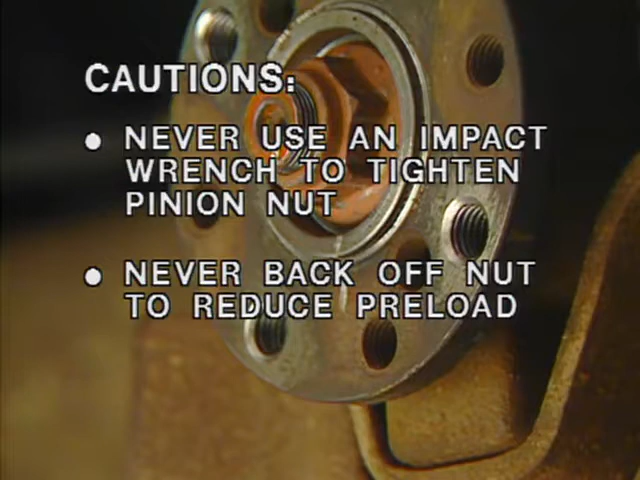 CAUTIONS:
● NEVER USE AN IMPACT
WRENCH TO TIGHTEN
PINION NUT
● NEVER BACK OFF NUT
TO REDUCE PRELOAD